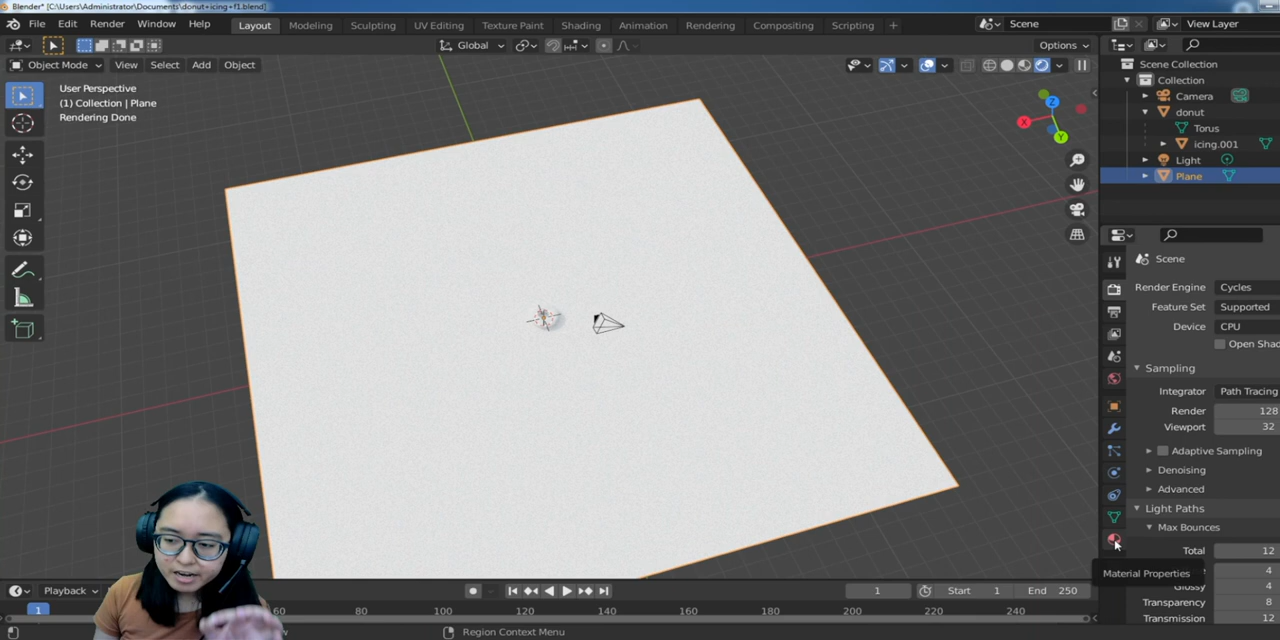 Blender* [C:\Users\Administrator\Documents\donut+icing+f1.blend]
File Edit Render Window Help Layout Modeling Sculpting UV Editing Texture Paint Shading Animation Rendering Compositing Scripting + Scene View Layer
Global Options
Object Mode View Select Add Object
User Perspective
(1) Collection | Plane
Rendering Done
X
Y
Z
Scene Collection
Collection
Camera
donut
Torus
icing.001
Light
Plane
Scene
Render Engine Cycles
Feature Set Supported
Device CPU
Open Shad
Sampling
Integrator Path Tracing
Render 128
Viewport 32
Adaptive Sampling
Denoising
Advanced
Light Paths
Max Bounces
Total 12
Material Properties
4
Glossy 4
Transparency 8
Transmission 12
Playback 1 Start 1 End 250
1 60 80 100 120 140 160 180 200 220 240
Region Context Menu